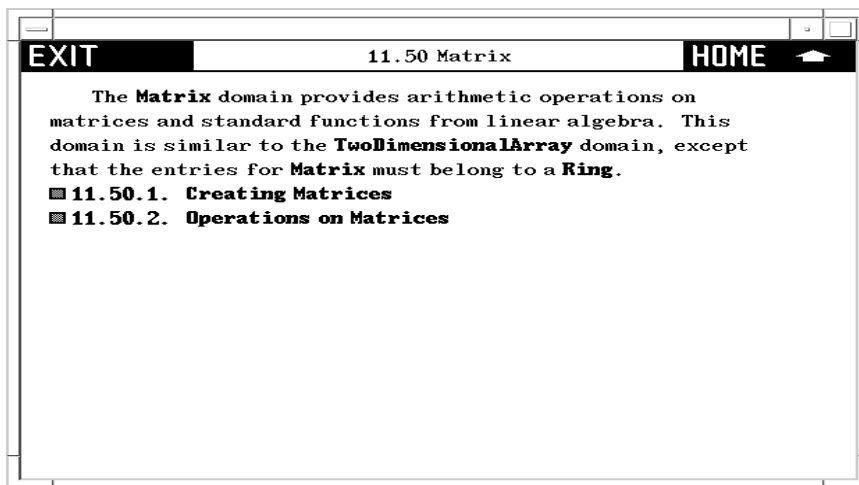 EXIT 11.50 Matrix HOME
The Matrix domain provides arithmetic operations on
matrices and standard functions from linear algebra. This
domain is similar to the TwoDimensionalArray domain, except
that the entries for Matrix must belong to a Ring.
11.50.1. Creating Matrices
11.50.2. Operations on Matrices